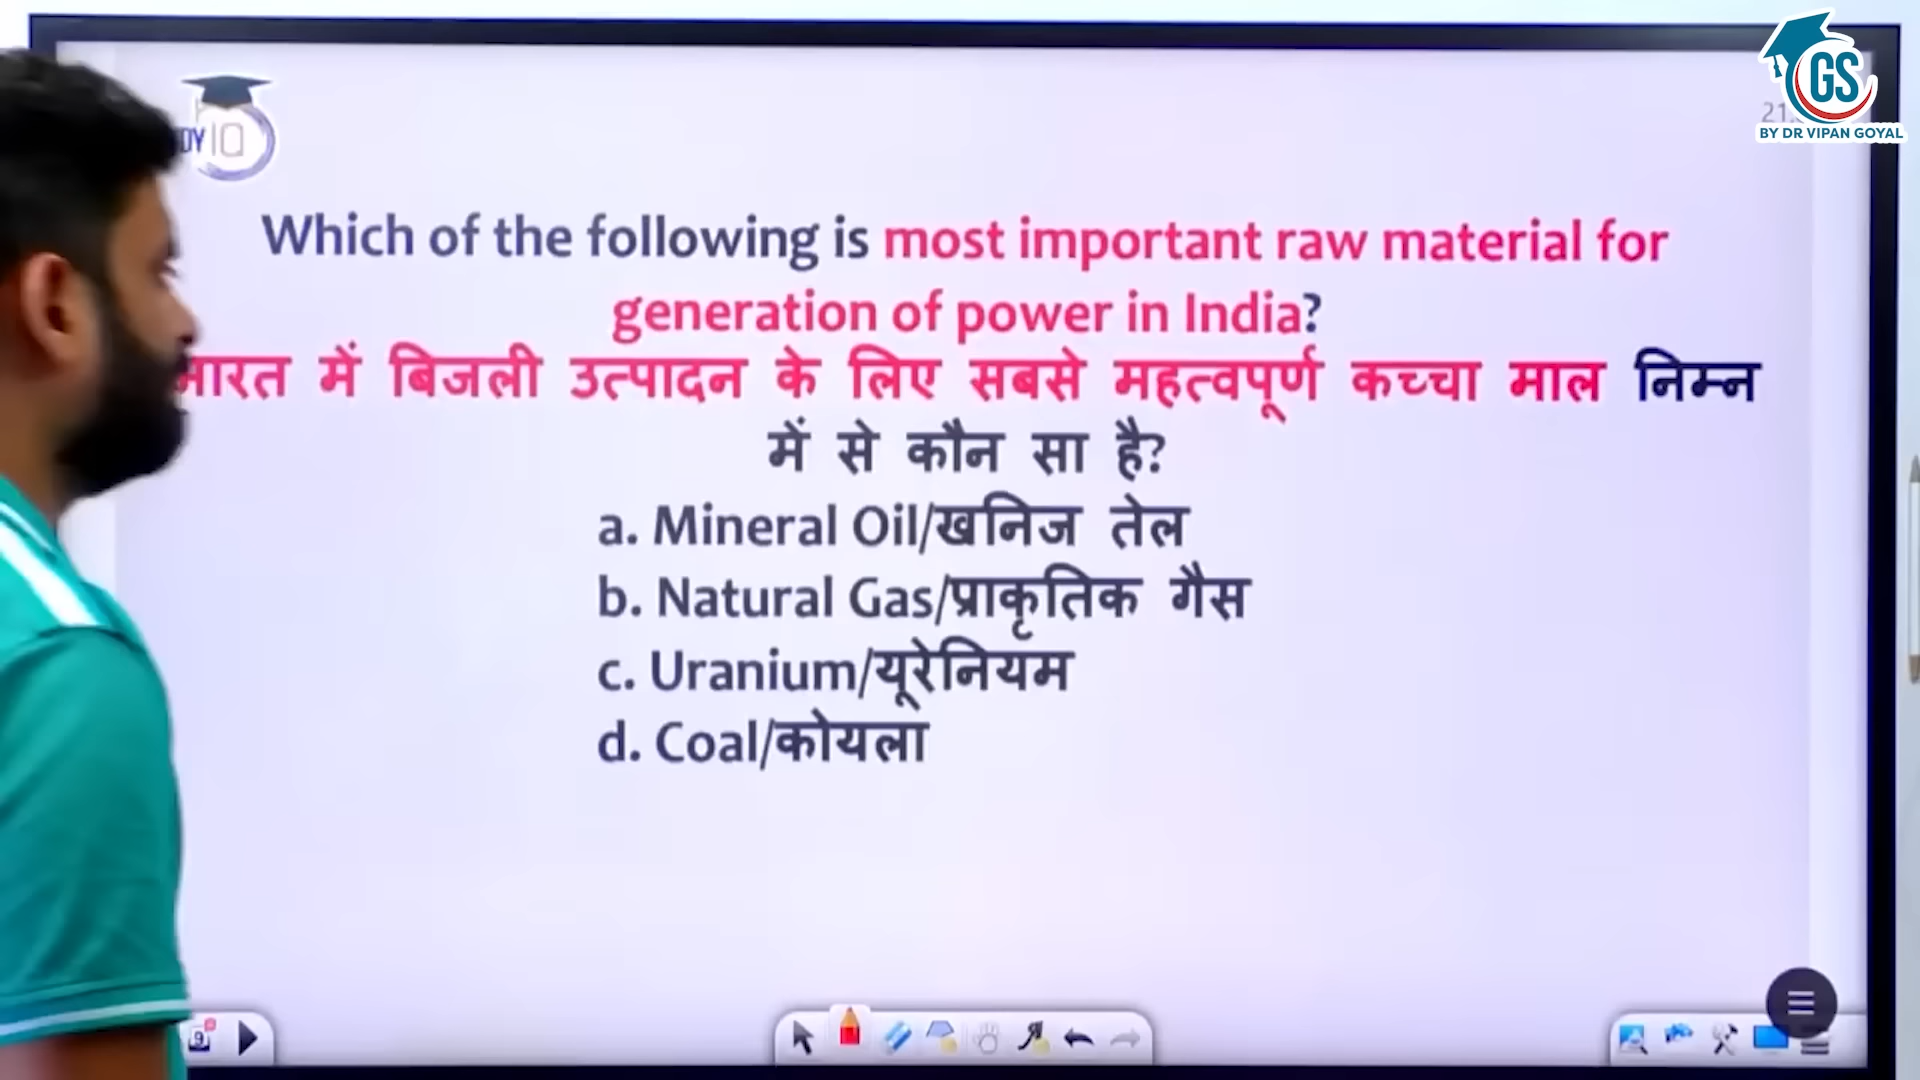 GS
BY DR VIPAN GOYAL
Which of the following is most important raw material for
generation of power in India?
भारत में बिजली उत्पादन के लिए सबसे महत्वपूर्ण कच्चा माल निम्न
में से कौन सा है?
a. Mineral Oil/खनिज तेल
b. Natural Gas/प्राकृतिक गैस
c. Uranium/यूरेनियम
d. Coal/कोयला